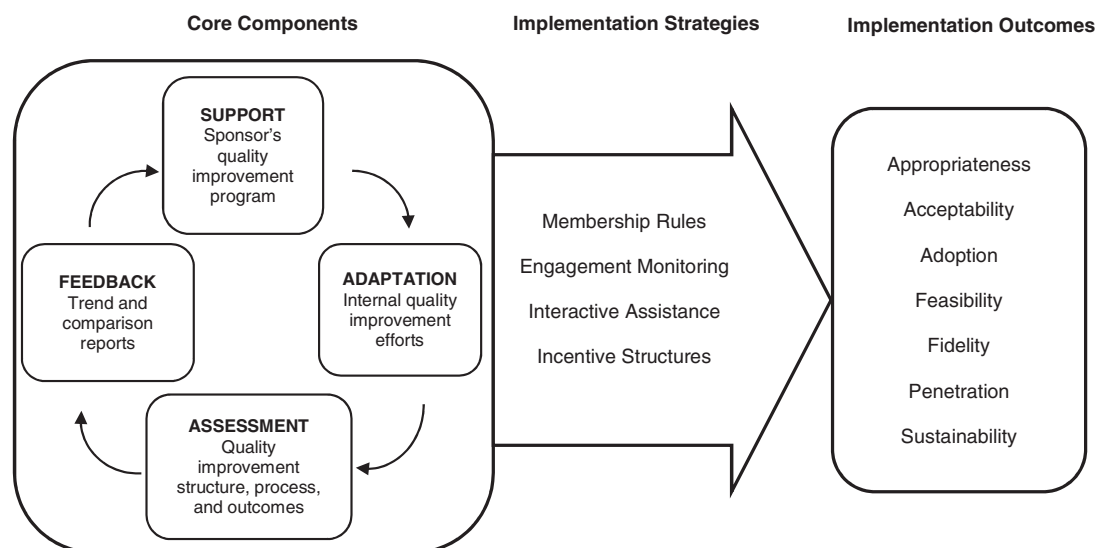 Core Components
Implementation Strategies
Implementation Outcomes
SUPPORT
Sponsor's
quality
improvement
program
FEEDBACK
Trend and
comparison
reports
ADAPTATION
Internal quality
improvement
efforts
ASSESSMENT
Quality
improvement
structure, process,
and outcomes
Membership Rules
Engagement Monitoring
Interactive Assistance
Incentive Structures
Appropriateness
Acceptability
Adoption
Feasibility
Fidelity
Penetration
Sustainability